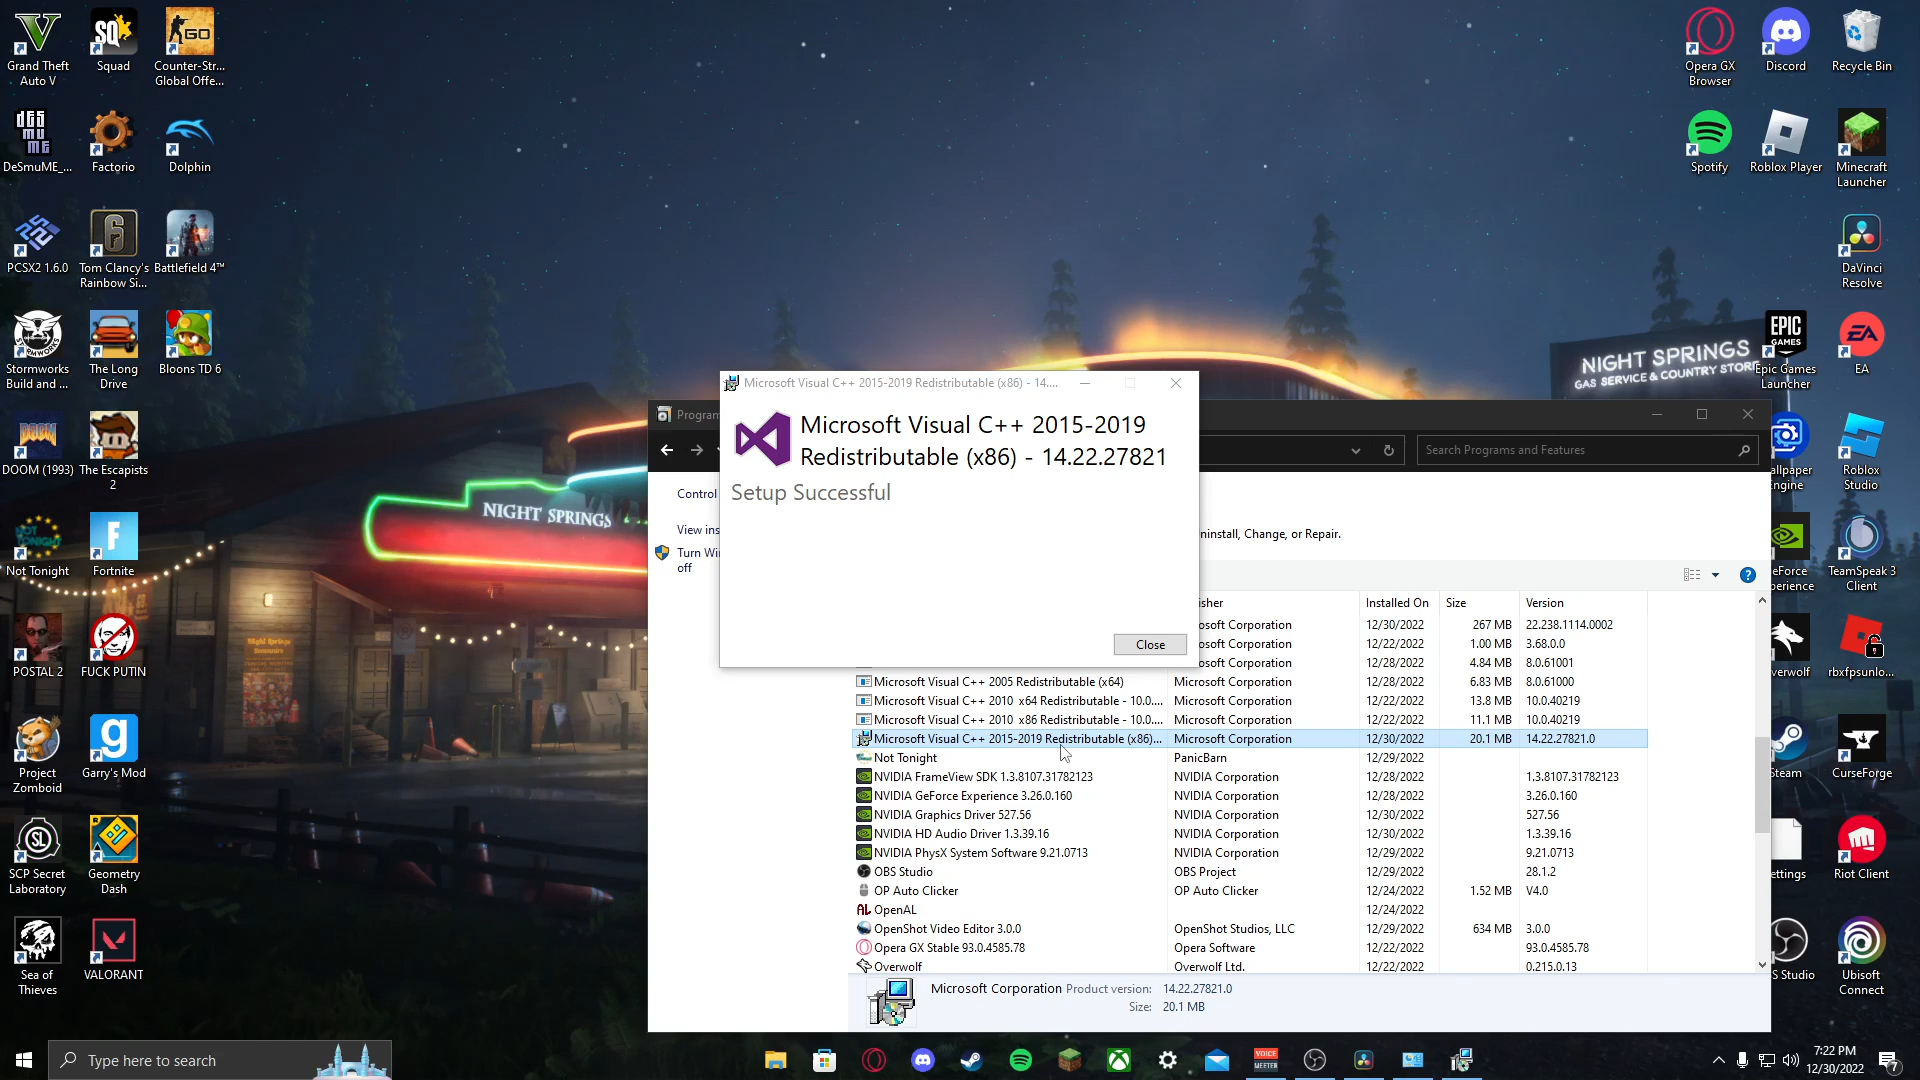 Grand Theft
Auto V
Squad
Counter-Str...
Global Offe...
DeSmuME_...
Factorio
Dolphin
PCSX2 1.6.0
Tom Clancy's
Rainbow Si...
Battlefield 4™
Stormworks
Build and ...
The Long
Drive
Bloons TD 6
DOOM (1993)
The Escapists
2
Not Tonight
Fortnite
POSTAL 2
FUCK PUTIN
Project
Zomboid
Garry's Mod
SCP Secret
Laboratory
Geometry
Dash
Sea of
Thieves
VALORANT
Opera GX
Browser
Discord
Recycle Bin
Spotify
Roblox Player
Minecraft
Launcher
DaVinci
Resolve
EPIC
GAMES
Epic Games
Launcher
EA
EA
allpaper
Engine
Roblox
Studio
eForce
perience
TeamSpeak 3
Client
verwolf
rbxfpsunlo...
Steam
CurseForge
ettings
Riot Client
S Studio
Ubisoft
Connect
NIGHT SPRINGS
GAS SERVICE & COUNTRY STORE
NIGHT SPRINGS
Microsoft Visual C++ 2015-2019 Redistributable (x86) - 14....
Microsoft Visual C++ 2015-2019
Redistributable (x86) - 14.22.27821
Setup Successful
Close
Program
Search Programs and Features
Control
View ins
Turn Wi
off
ninstall, Change, or Repair.
sher Installed On Size Version
osoft Corporation 12/30/2022 267 MB 22.238.1114.0002
osoft Corporation 12/22/2022 1.00 MB 3.68.0.0
osoft Corporation 12/28/2022 4.84 MB 8.0.61001
Microsoft Visual C++ 2005 Redistributable (x64) Microsoft Corporation 12/28/2022 6.83 MB 8.0.61000
Microsoft Visual C++ 2010 x64 Redistributable - 10.0.... Microsoft Corporation 12/22/2022 13.8 MB 10.0.40219
Microsoft Visual C++ 2010 x86 Redistributable - 10.0.... Microsoft Corporation 12/22/2022 11.1 MB 10.0.40219
Microsoft Visual C++ 2015-2019 Redistributable (x86)... Microsoft Corporation 12/30/2022 20.1 MB 14.22.27821.0
Not Tonight PanicBarn 12/29/2022
NVIDIA FrameView SDK 1.3.8107.31782123 NVIDIA Corporation 12/28/2022 1.3.8107.31782123
NVIDIA GeForce Experience 3.26.0.160 NVIDIA Corporation 12/28/2022 3.26.0.160
NVIDIA Graphics Driver 527.56 NVIDIA Corporation 12/30/2022 527.56
NVIDIA HD Audio Driver 1.3.39.16 NVIDIA Corporation 12/30/2022 1.3.39.16
NVIDIA PhysX System Software 9.21.0713 NVIDIA Corporation 12/29/2022 9.21.0713
OBS Studio OBS Project 12/29/2022 28.1.2
OP Auto Clicker OP Auto Clicker 12/24/2022 1.52 MB V4.0
OpenAL 12/24/2022
OpenShot Video Editor 3.0.0 OpenShot Studios, LLC 12/29/2022 634 MB 3.0.0
Opera GX Stable 93.0.4585.78 Opera Software 12/22/2022 93.0.4585.78
Overwolf Overwolf Ltd. 12/22/2022 0.215.0.13
Microsoft Corporation Product version: 14.22.27821.0
Size: 20.1 MB
Type here to search
VOICE
MEETER
7:22 PM
12/30/2022
7